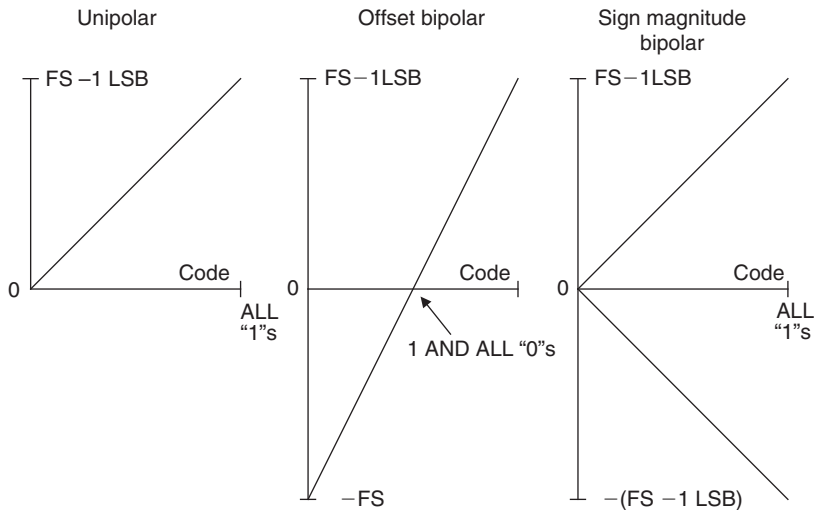 Unipolar
Offset bipolar
Sign magnitude
bipolar
FS –1 LSB
0
Code
ALL
“1”s
FS−1LSB
0
Code
1 AND ALL “0”s
−FS
FS−1LSB
0
Code
ALL
“1”s
−(FS −1 LSB)